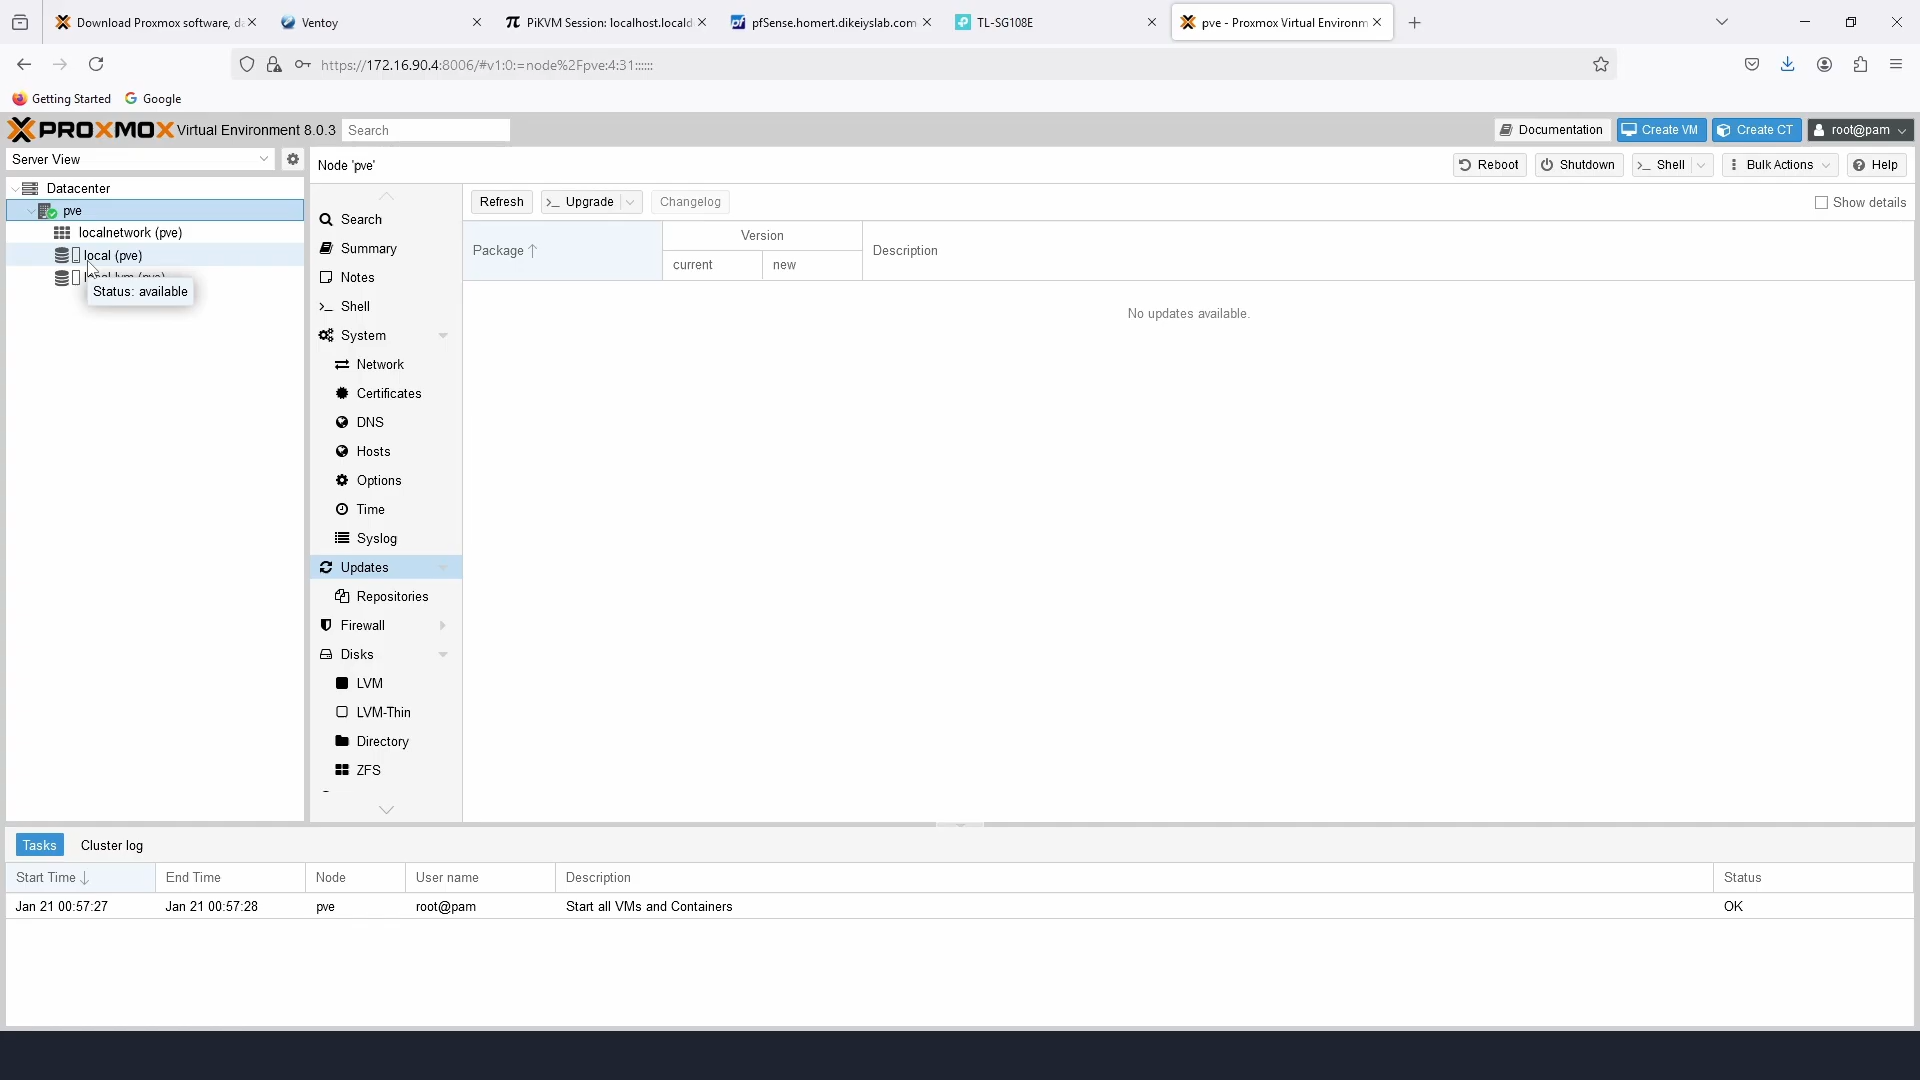 Download Proxmox software, da
Ventoy
PiKVM Session: localhost.locald
pfSense.homert.dikeiyslab.com
TL-SG108E
pve - Proxmox Virtual Environm
https://172.16.90.4:8006/#v1:0:=node%2Fpve:4:31::::::
Getting Started
Google
PROXMOX Virtual Environment 8.0.3
Search
Documentation
Create VM
Create CT
root@pam
Server View
Node 'pve'
Reboot
Shutdown
Shell
Bulk Actions
Help
Datacenter
pve
localnetwork (pve)
local (pve)
local-lvm (pve)
Status: available
Search
Summary
Notes
Shell
System
Network
Certificates
DNS
Hosts
Options
Time
Syslog
Updates
Repositories
Firewall
Disks
LVM
LVM-Thin
Directory
ZFS
Refresh
Upgrade
Changelog
Show details
Package
Version
current
new
Description
No updates available.
Tasks
Cluster log
Start Time
End Time
Node
User name
Description
Status
Jan 21 00:57:27
Jan 21 00:57:28
pve
root@pam
Start all VMs and Containers
OK